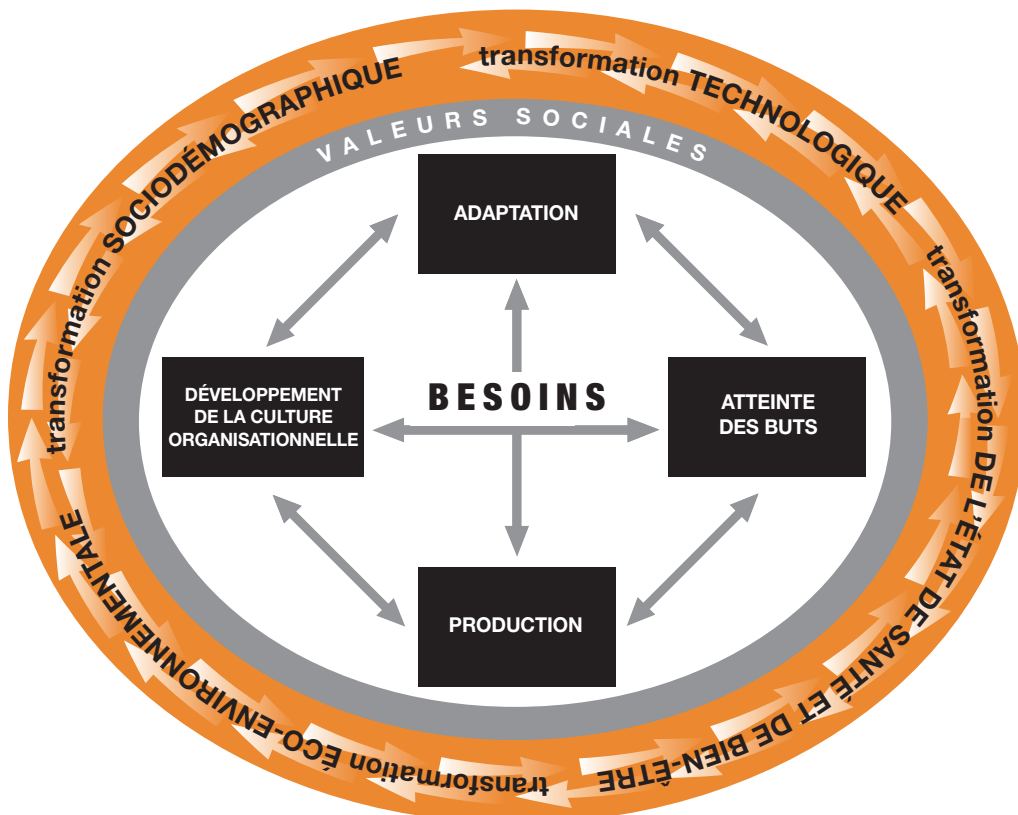 transformation SOCIODÉMOGRAPHIQUE
transformation TECHNOLOGIQUE
transformation DE L'ÉTAT DE SANTÉ ET DE BIEN-ÊTRE
transformation ÉCO-ENVIRONNEMENTALE
VALEURS SOCIALES
ADAPTATION
DÉVELOPPEMENT
DE LA CULTURE
ORGANISATIONNELLE
BESOINS
ATTEINTE
DES BUTS
PRODUCTION